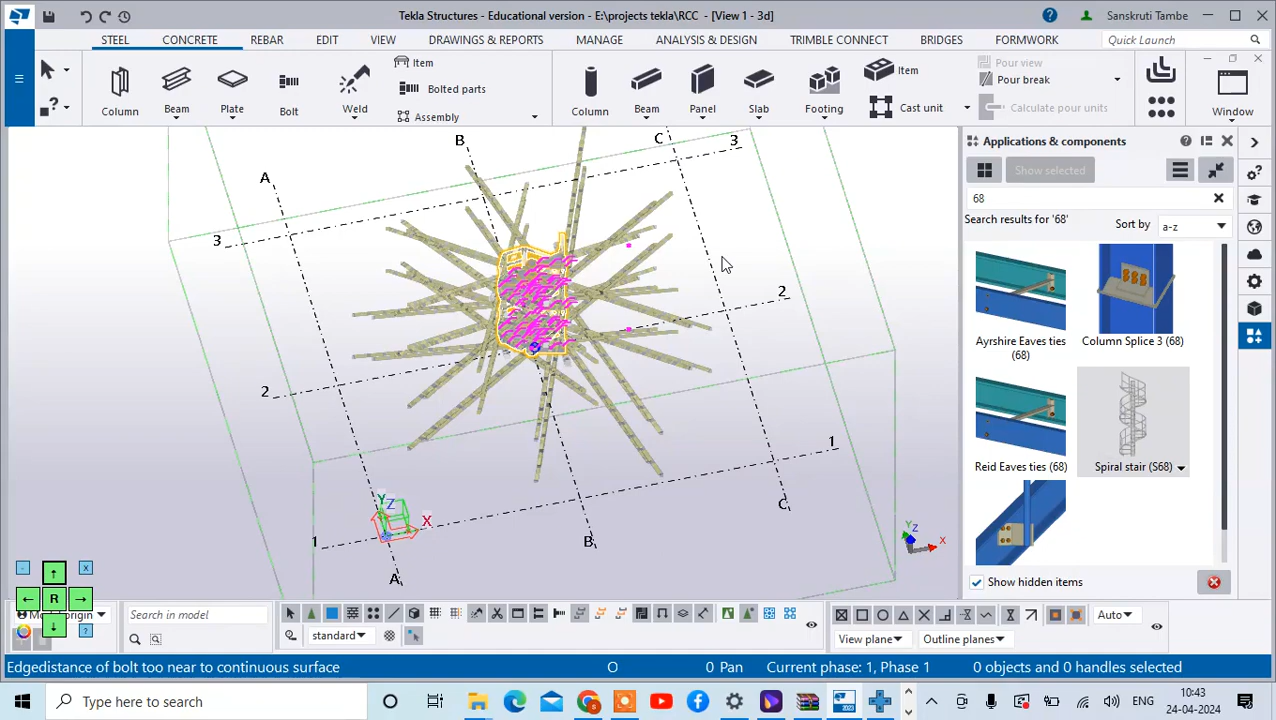 Tekla Structures - Educational version - E:\projects tekla\RCC - [View 1 - 3d]
Sanskruti Tambe
STEEL CONCRETE REBAR EDIT VIEW DRAWINGS & REPORTS MANAGE ANALYSIS & DESIGN TRIMBLE CONNECT BRIDGES FORMWORK Quick Launch
Column Beam Plate Bolt Weld
Item
Bolted parts
Assembly
Column Beam Panel Slab Footing
Item
Cast unit
Pour view
Pour break
Calculate pour units
Window
Applications & components
Show selected
68
Search results for '68'
Sort by a-z
Ayrshire Eaves ties (68)
Column Splice 3 (68)
Reid Eaves ties (68)
Spiral stair (S68)
Show hidden items
A B C 3
3
2
2
1
1 A B C
Y Z X
Y Z X
- x
R
?
Search in model
standard
Auto
View plane
Outline planes
Edgedistance of bolt too near to continuous surface
O
0 Pan
Current phase: 1, Phase 1
0 objects and 0 handles selected
Type here to search
2023
ENG
10:43
24-04-2024